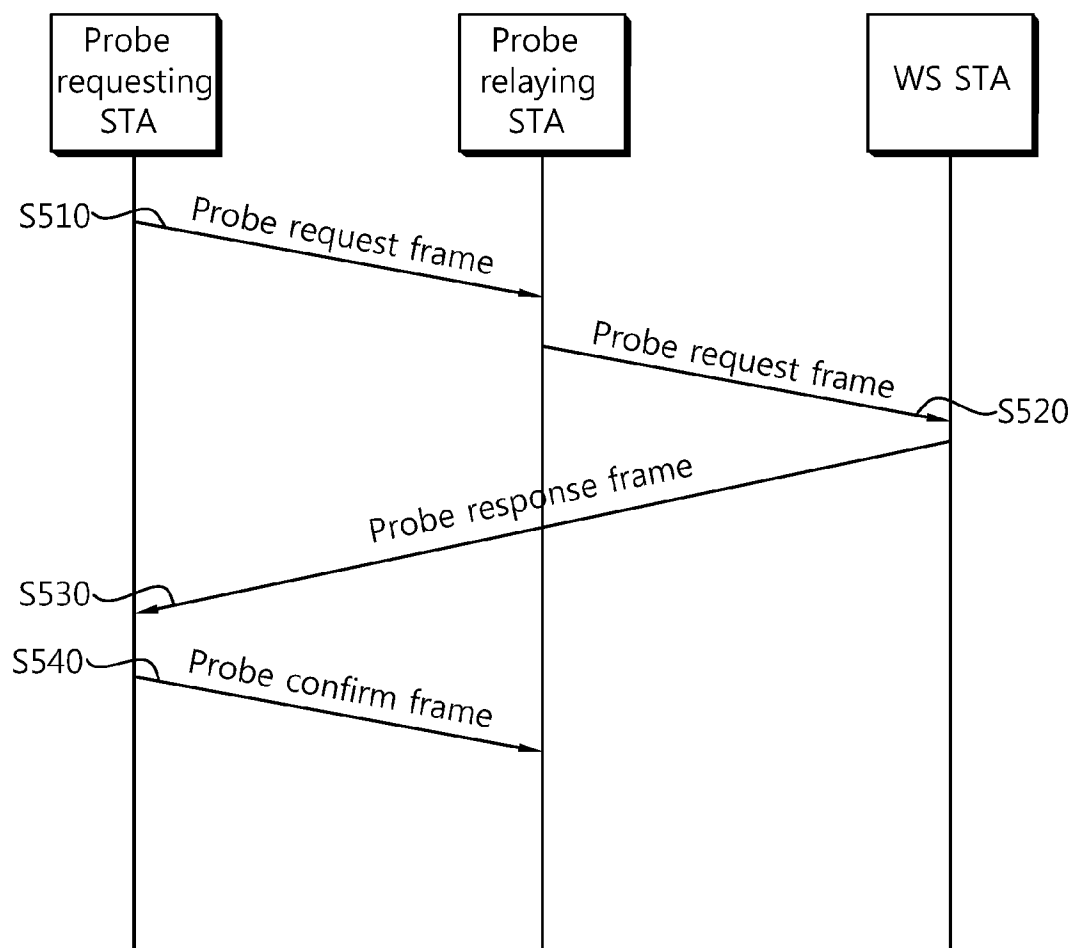 Probe
requesting
STA
Probe
relaying
STA
WS STA
S510
Probe request frame
Probe request frame
S520
Probe response frame
S530
S540
Probe confirm frame